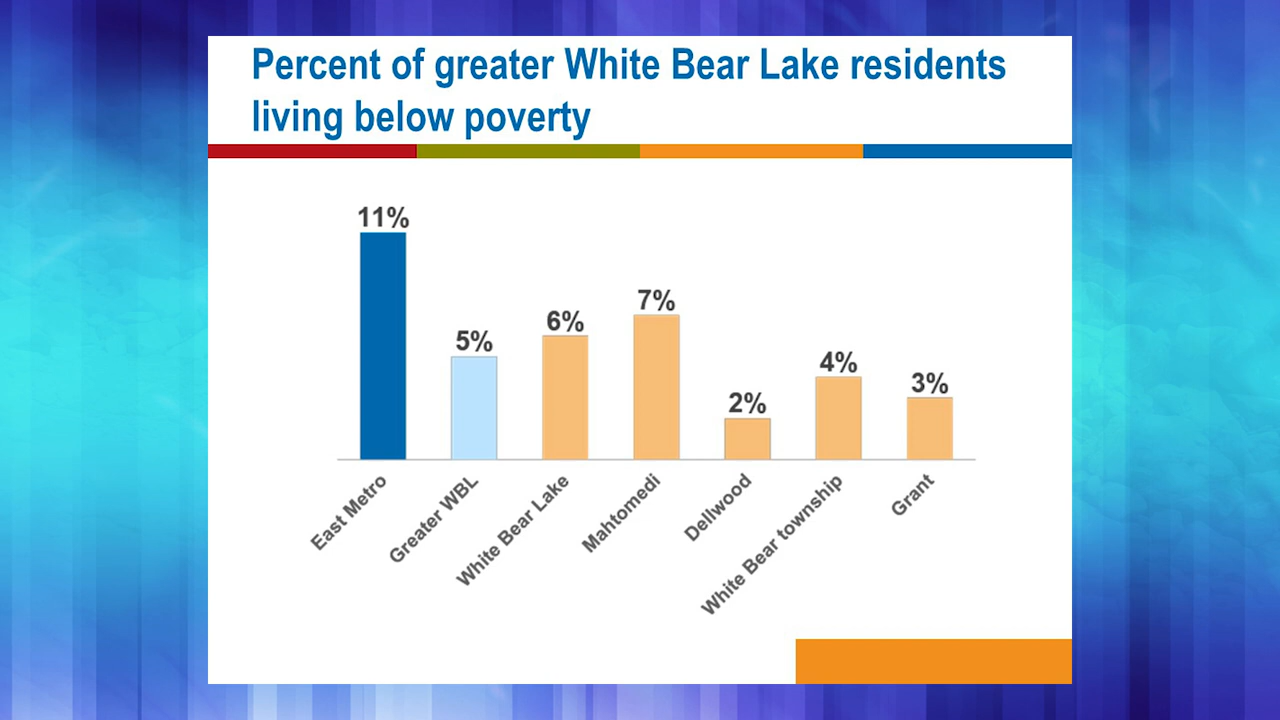 Percent of greater White Bear Lake residents
living below poverty
11%
5%
6%
7%
2%
4%
3%
East Metro
Greater WBL
White Bear Lake
Mahtomedi
Dellwood
White Bear township
Grant